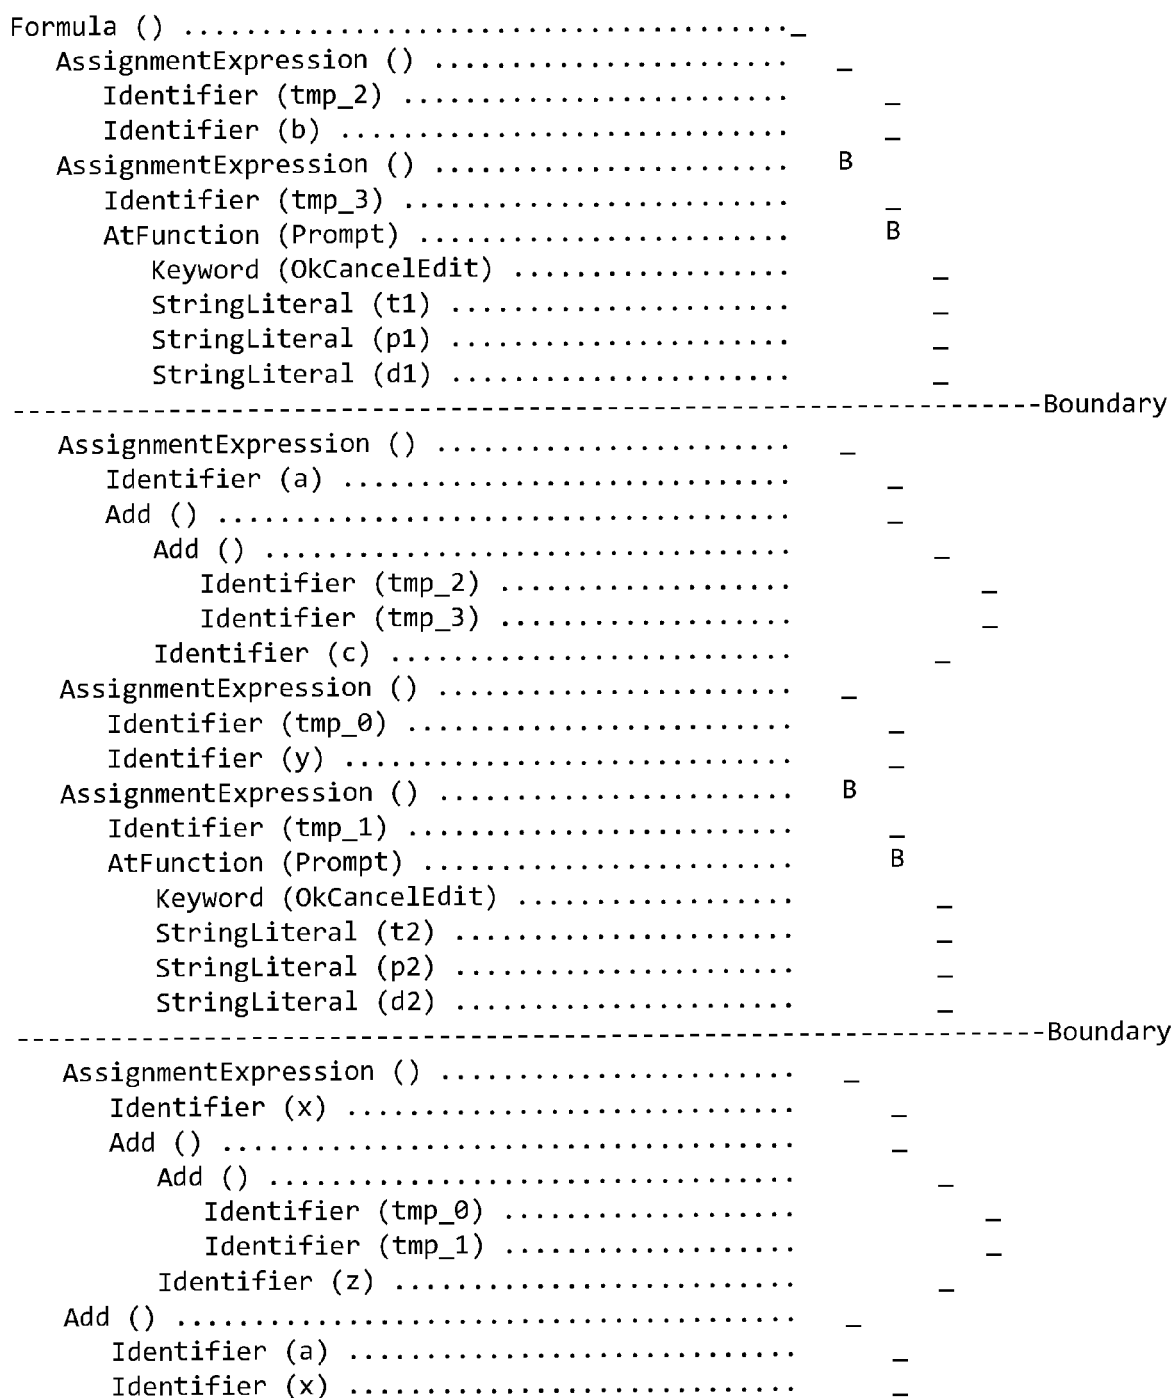 Formula () ......................................._
   AssignmentExpression () .......................   _
      Identifier (tmp_2) .........................      _
      Identifier (b) .............................      _
   AssignmentExpression () .......................   B
      Identifier (tmp_3) .........................      _
      AtFunction (Prompt) ........................      B
         Keyword (OkCancelEdit) ..................         _
         StringLiteral (t1) ......................         _
         StringLiteral (p1) ......................         _
         StringLiteral (d1) ......................         _
------------------------------------------------------------------Boundary
   AssignmentExpression () .......................   _
      Identifier (a) .............................      _
      Add () .....................................      _
         Add () ..................................         _
            Identifier (tmp_2) ...................            _
            Identifier (tmp_3) ...................            _
         Identifier (c) ..........................         _
   AssignmentExpression () .......................   _
      Identifier (tmp_0) .........................      _
      Identifier (y) .............................      _
   AssignmentExpression () .......................   B
      Identifier (tmp_1) .........................      _
      AtFunction (Prompt) ........................      B
         Keyword (OkCancelEdit) ..................         _
         StringLiteral (t2) ......................         _
         StringLiteral (p2) ......................         _
         StringLiteral (d2) ......................         _
------------------------------------------------------------------Boundary
   AssignmentExpression () .......................   _
      Identifier (x) .............................      _
      Add () .....................................      _
         Add () ..................................         _
            Identifier (tmp_0) ...................            _
            Identifier (tmp_1) ...................            _
         Identifier (z) ..........................         _
   Add () ........................................   _
      Identifier (a) .............................      _
      Identifier (x) .............................      _